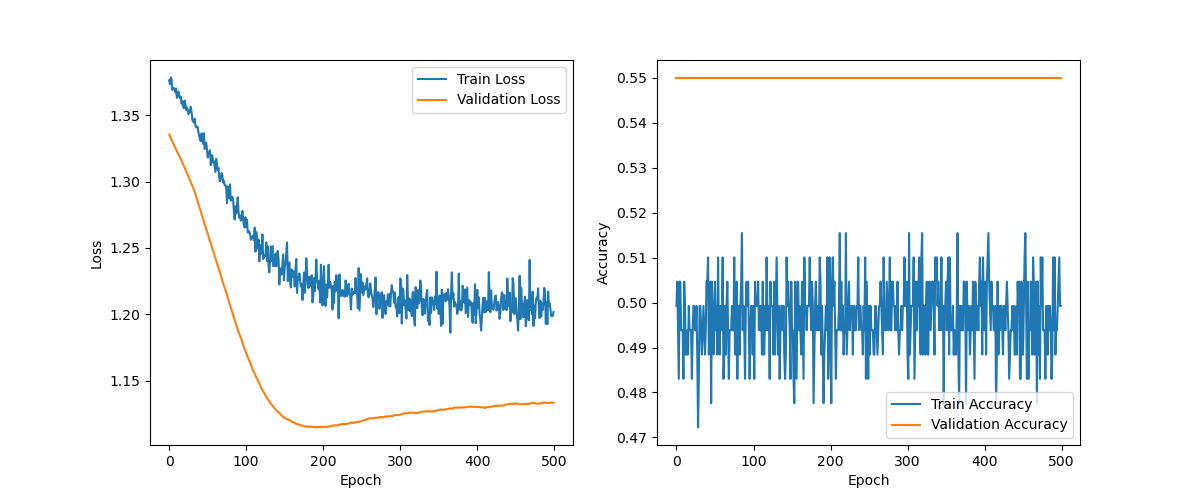 Train Loss
Validation Loss
1.35
1.30
1.25
1.20
1.15
Loss
0 100 200 300 400 500
Epoch
0.55
0.54
0.53
0.52
0.51
0.50
0.49
0.48
0.47
Accuracy
Train Accuracy
Validation Accuracy
0 100 200 300 400 500
Epoch